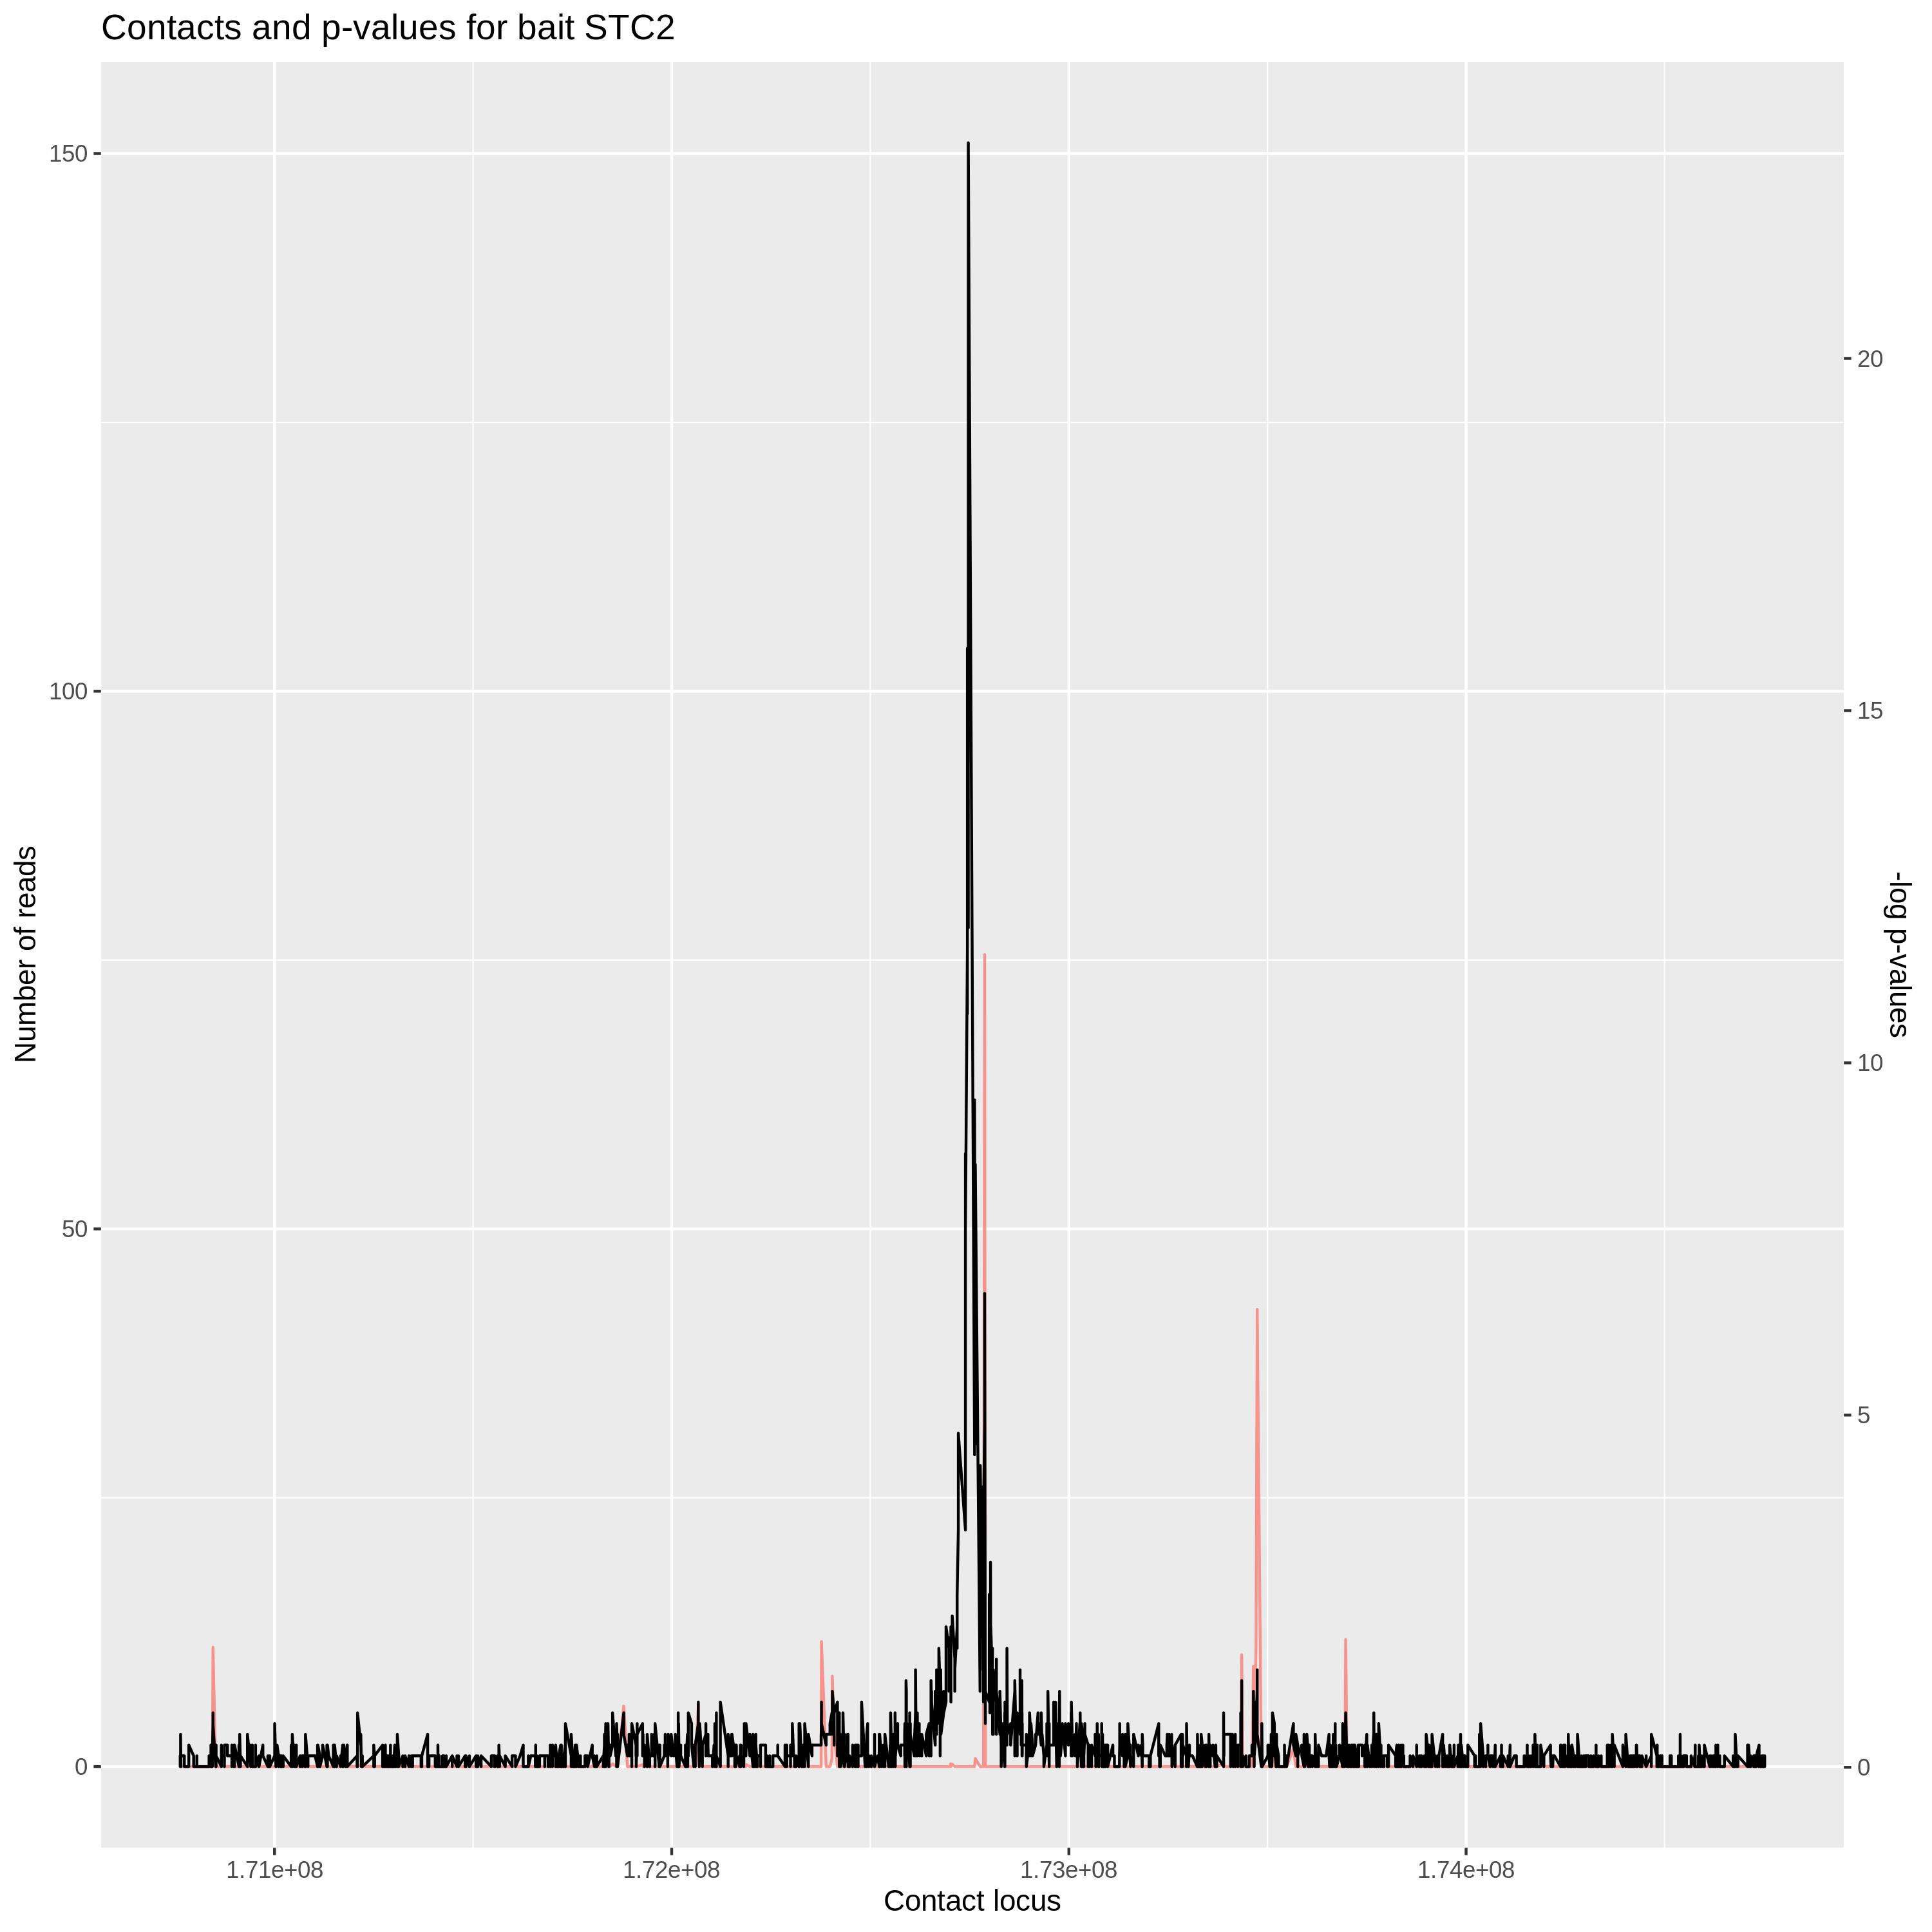 Contacts and p-values for bait STC2
150
100
50
0
Number of reads
20
15
10
5
0
-log p-values
1.71e+08
1.72e+08
1.73e+08
1.74e+08
Contact locus